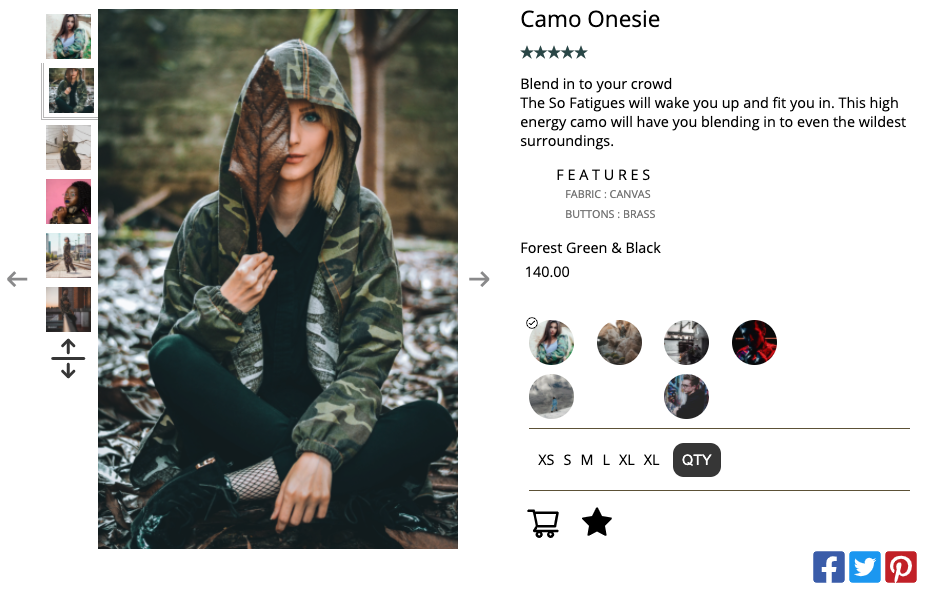 Camo Onesie
Blend in to your crowd
The So Fatigues will wake you up and fit you in. This high
energy camo will have you blending in to even the wildest
surroundings.
FEATURES
FABRIC : CANVAS
BUTTONS : BRASS
Forest Green & Black
140.00
XS S M L XL XL QTY